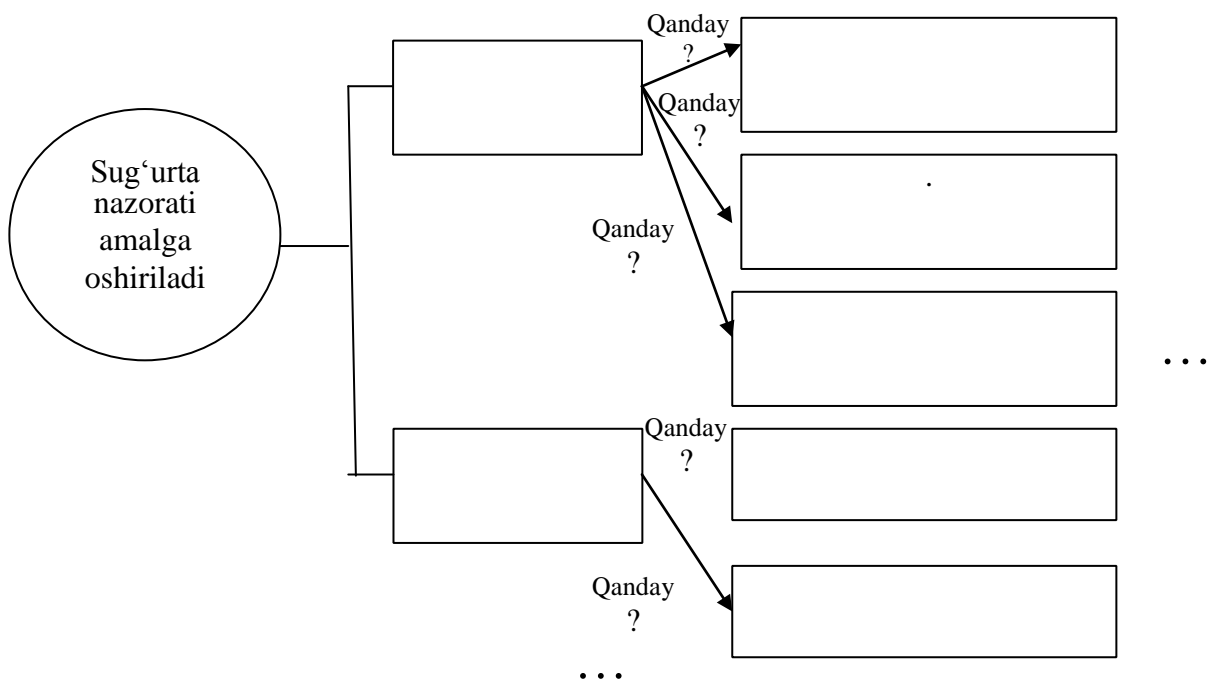 Sug‘urta
nazorati
amalga
oshiriladi
Qanday
?
Qanday
?
Qanday
?
.
...
Qanday
?
Qanday
?
...